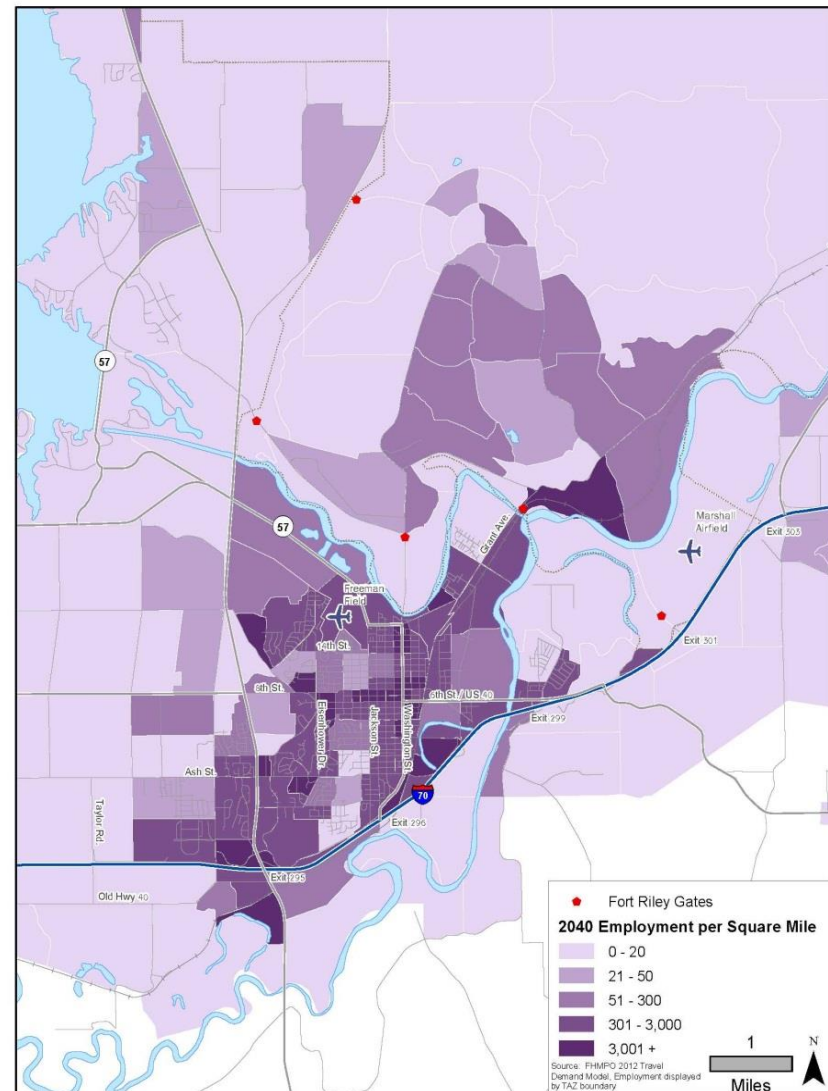 57
57
Grant Ave.
Marshall
Airfield
Exit 303
Freeman
Field
14th St.
Exit 301
8th St.
6th St./ US 40
Exit 299
Eisenhower Dr.
Jackson St.
Washington St.
Ash St.
70
Taylor Rd.
Exit 296
Exit 295
Old Hwy 40
Fort Riley Gates
2040 Employment per Square Mile
0 - 20
21 - 50
51 - 300
301 - 3,000
3,001 +
Source: FHMPO 2012 Travel
Demand Model, Employment displayed
by TAZ boundary
1
Miles
N